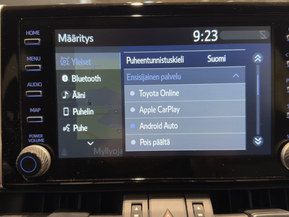 Määritys
9:23
HOME
MENU
AUDIO
MAP
POWER
VOLUME
Yleiset
Bluetooth
Ääni
Puhelin
Puhe
Puheentunnistuskieli Suomi
Ensisijainen palvelu
Toyota Online
Apple CarPlay
Android Auto
Pois päältä